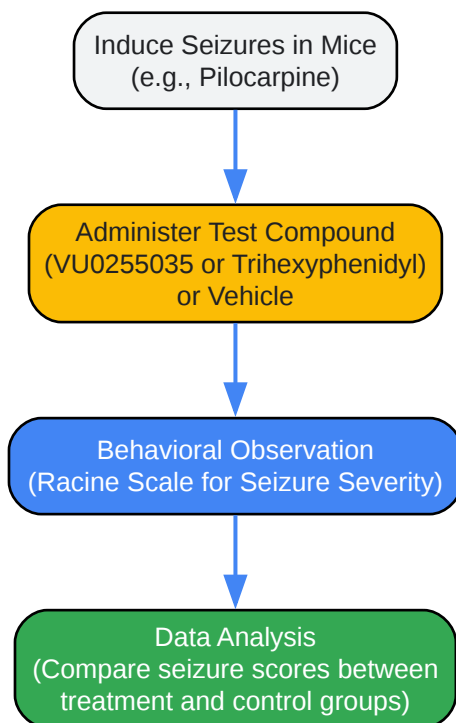 Induce Seizures in Mice
(e.g., Pilocarpine)
Administer Test Compound
(VU0255035 or Trihexyphenidyl)
or Vehicle
Behavioral Observation
(Racine Scale for Seizure Severity)
Data Analysis
(Compare seizure scores between
treatment and control groups)